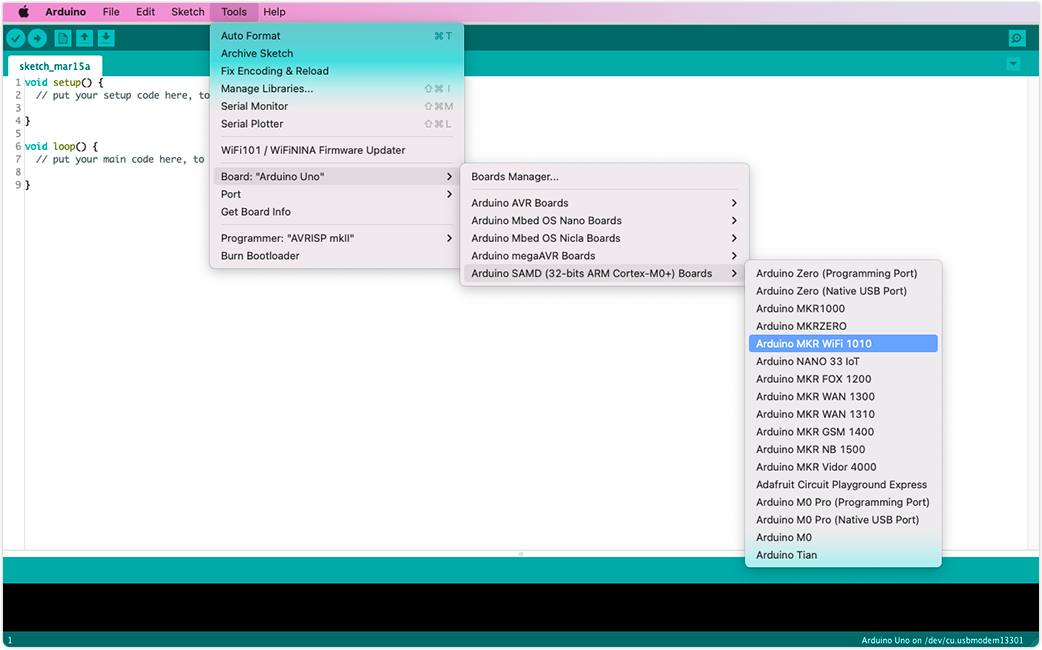 Arduino File Edit Sketch Tools Help
sketch_mar15a
1 void setup() {
2 // put your setup code here, to
3
4 }
5
6 void loop() {
7 // put your main code here, to
8
9 }
Auto Format ⌘T
Archive Sketch
Fix Encoding & Reload
Manage Libraries... ⇧⌘I
Serial Monitor ⇧⌘M
Serial Plotter ⇧⌘L
WiFi101 / WiFiNINA Firmware Updater
Board: "Arduino Uno"
Port
Get Board Info
Programmer: "AVRISP mkII"
Burn Bootloader
Boards Manager...
Arduino AVR Boards
Arduino Mbed OS Nano Boards
Arduino Mbed OS Nicla Boards
Arduino megaAVR Boards
Arduino SAMD (32-bits ARM Cortex-M0+) Boards
Arduino Zero (Programming Port)
Arduino Zero (Native USB Port)
Arduino MKR1000
Arduino MKRZERO
Arduino MKR WiFi 1010
Arduino NANO 33 IoT
Arduino MKR FOX 1200
Arduino MKR WAN 1300
Arduino MKR WAN 1310
Arduino MKR GSM 1400
Arduino MKR NB 1500
Arduino MKR Vidor 4000
Adafruit Circuit Playground Express
Arduino M0 Pro (Programming Port)
Arduino M0 Pro (Native USB Port)
Arduino M0
Arduino Tian
1
Arduino Uno on /dev/cu.usbmodem13301